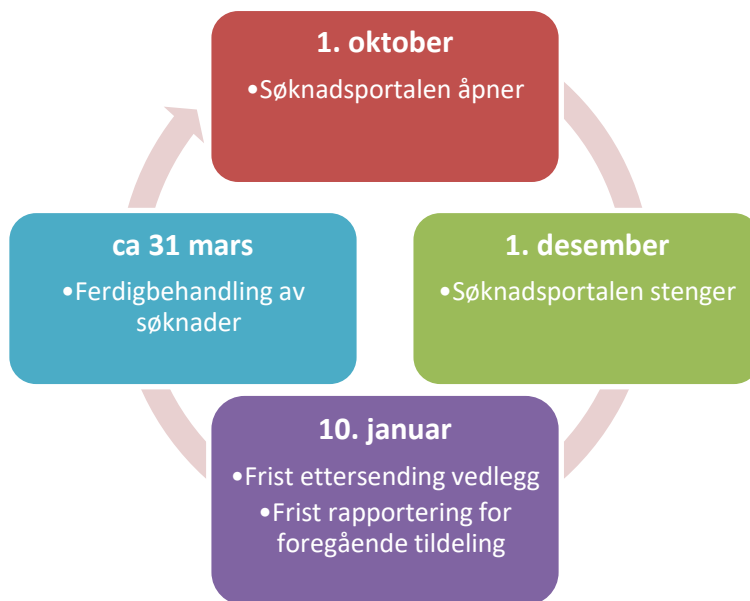 1. oktober
•Søknadsportalen åpner
1. desember
•Søknadsportalen stenger
10. januar
•Frist ettersending vedlegg
•Frist rapportering for
foregående tildeling
ca 31 mars
•Ferdigbehandling av
søknader